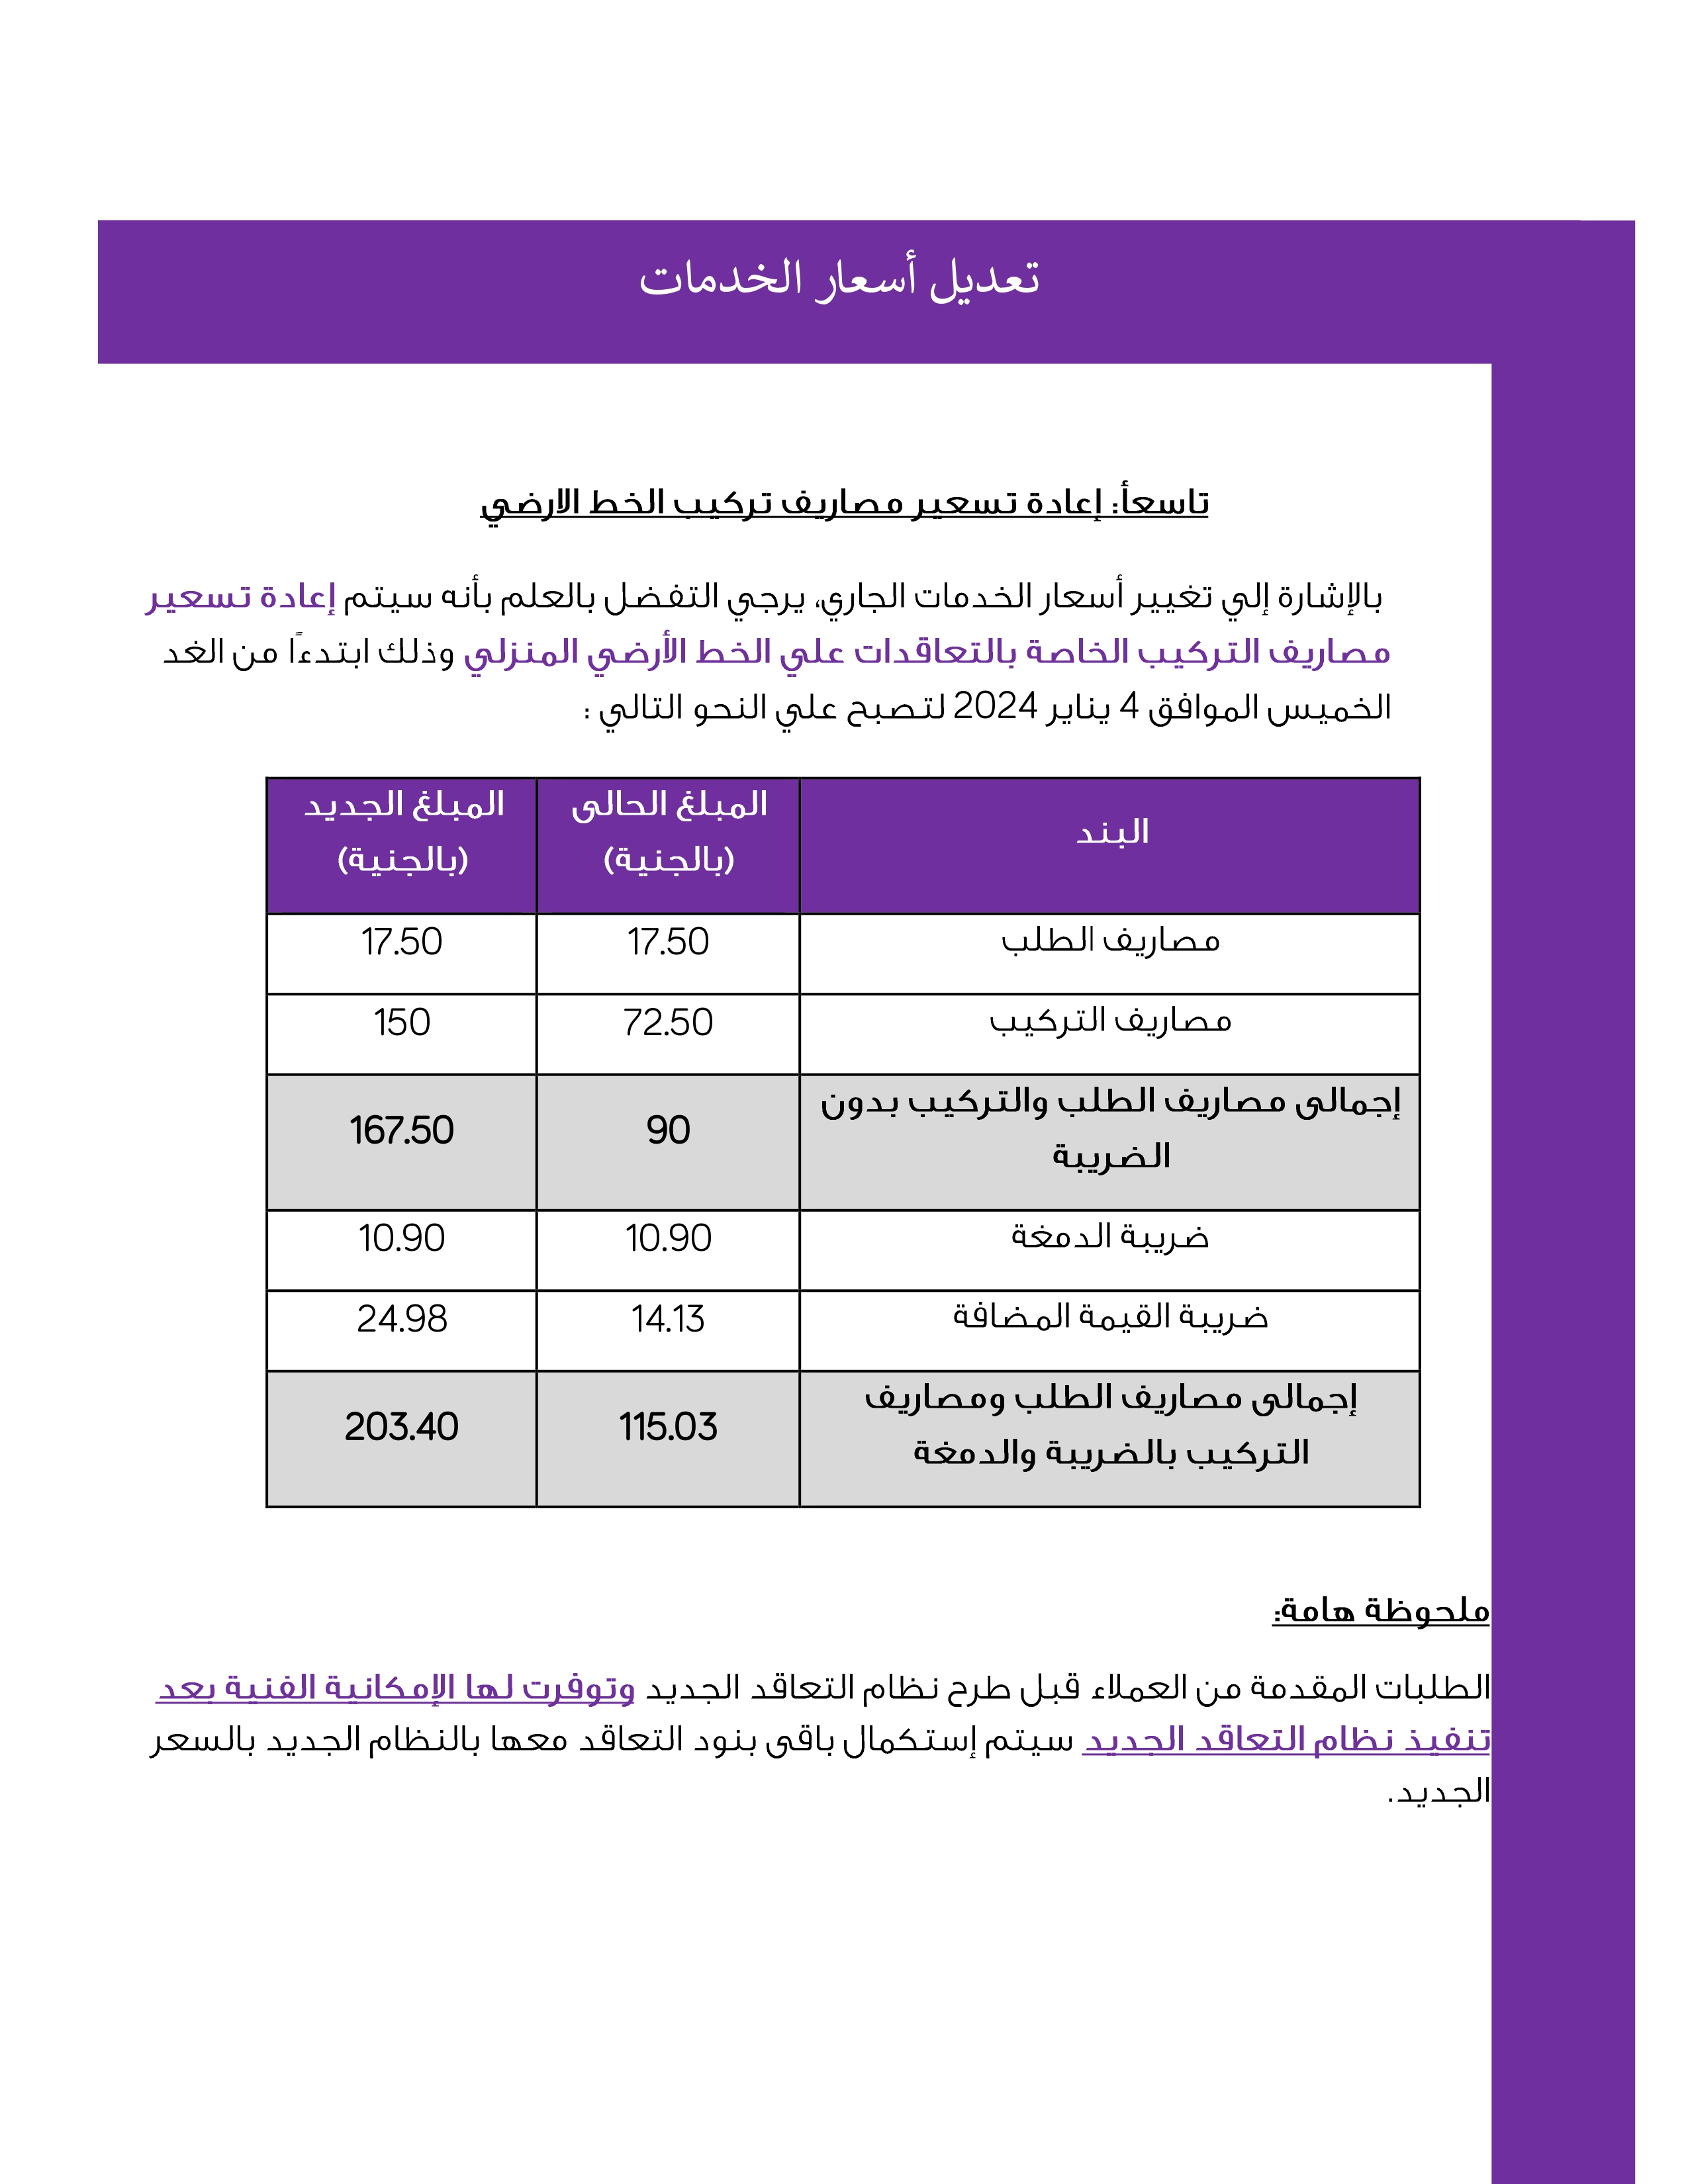 تعديل أسعار الخدمات
تاسعأ: إعادة تسعير مصاريف تركيب الخط الارضي
بالإشارة إلي تغيير أسعار الخدمات الجاري، يرجي التفضل بالعلم بأنه سيتم إعادة تسعير
مصاريف التركيب الخاصة بالتعاقدات علي الخط الأرضي المنزلي وذلك ابتدءًا من الغد
الخميس الموافق 4 يناير 2024 لتصبح علي النحو التالي :
البند
المبلغ الحالى
(بالجنية)
المبلغ الجديد
(بالجنية)
مصاريف الطلب 17.50 17.50
مصاريف التركيب 72.50 150
إجمالى مصاريف الطلب والتركيب بدون
الضريبة
90 167.50
ضريبة الدمغة 10.90 10.90
ضريبة القيمة المضافة 14.13 24.98
إجمالى مصاريف الطلب ومصاريف
التركيب بالضريبة والدمغة
115.03 203.40
ملحوظة هامة:
الطلبات المقدمة من العملاء قبل طرح نظام التعاقد الجديد وتوفرت لها الإمكانية الفنية بعد
تنفيذ نظام التعاقد الجديد سيتم إستكمال باقى بنود التعاقد معها بالنظام الجديد بالسعر
الجديد.